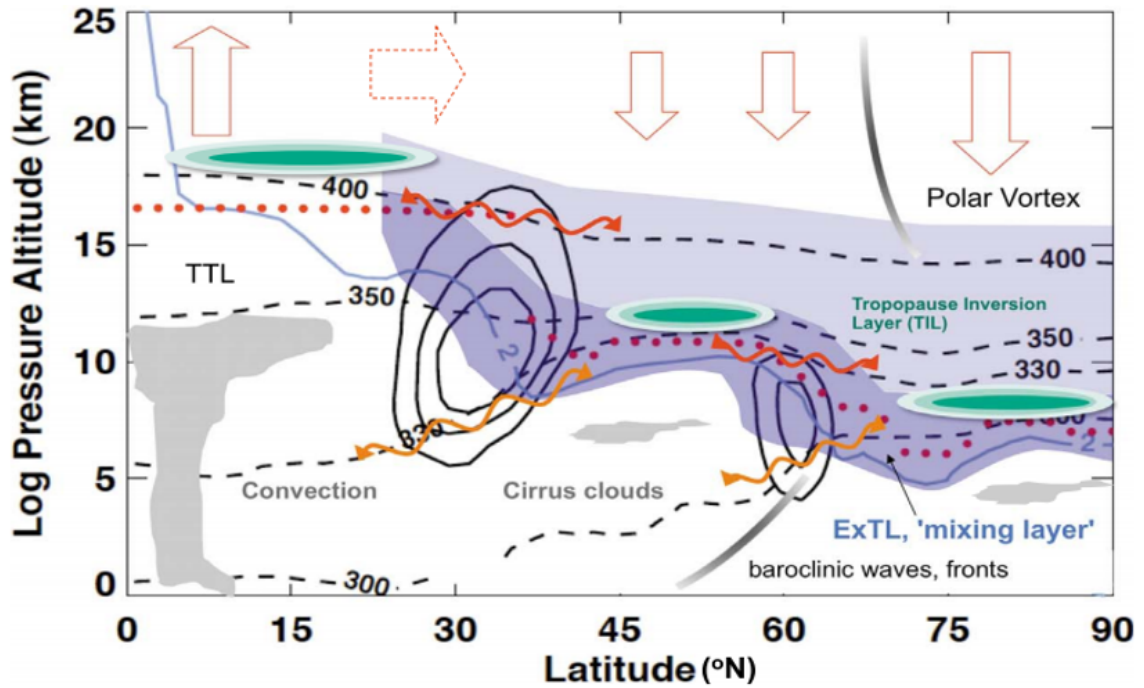 25
20
15
10
5
0
Log Pressure Altitude (km)
400
Polar Vortex
400
TTL
350
Tropopause Inversion
Layer (TIL)
350
330
2
330
300
2
Convection
Cirrus clouds
ExTL, 'mixing layer'
baroclinic waves, fronts
300
0
15
30
45
60
75
90
Latitude (°N)